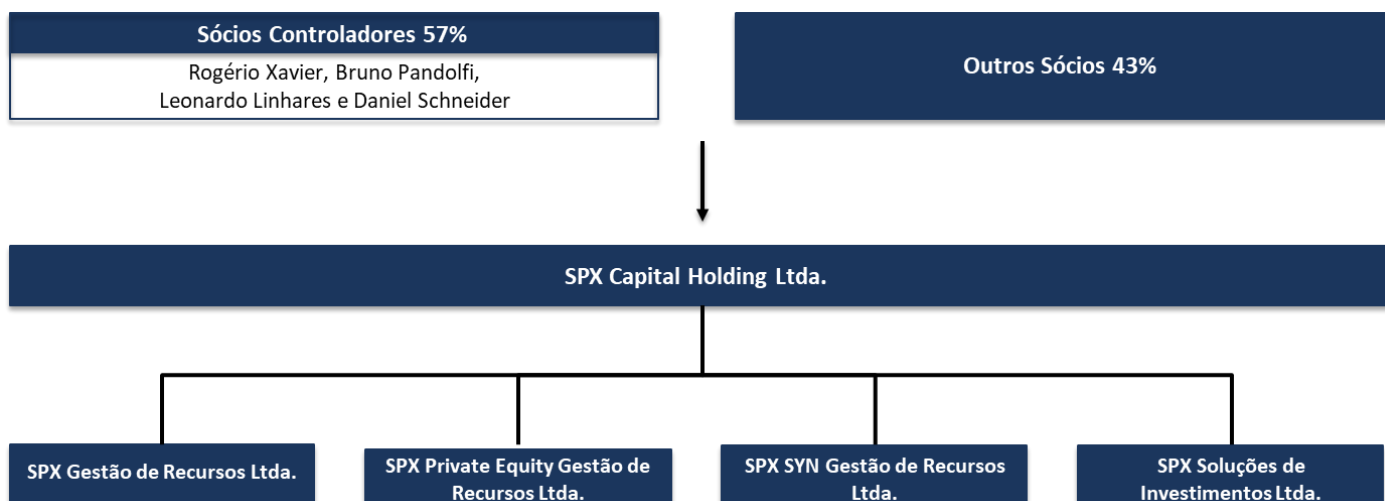 Sócios Controladores 57%
Rogério Xavier, Bruno Pandolfi,
Leonardo Linhares e Daniel Schneider
Outros Sócios 43%
SPX Capital Holding Ltda.
SPX Gestão de Recursos Ltda.
SPX Private Equity Gestão de
Recursos Ltda.
SPX SYN Gestão de Recursos
Ltda.
SPX Soluções de
Investimentos Ltda.